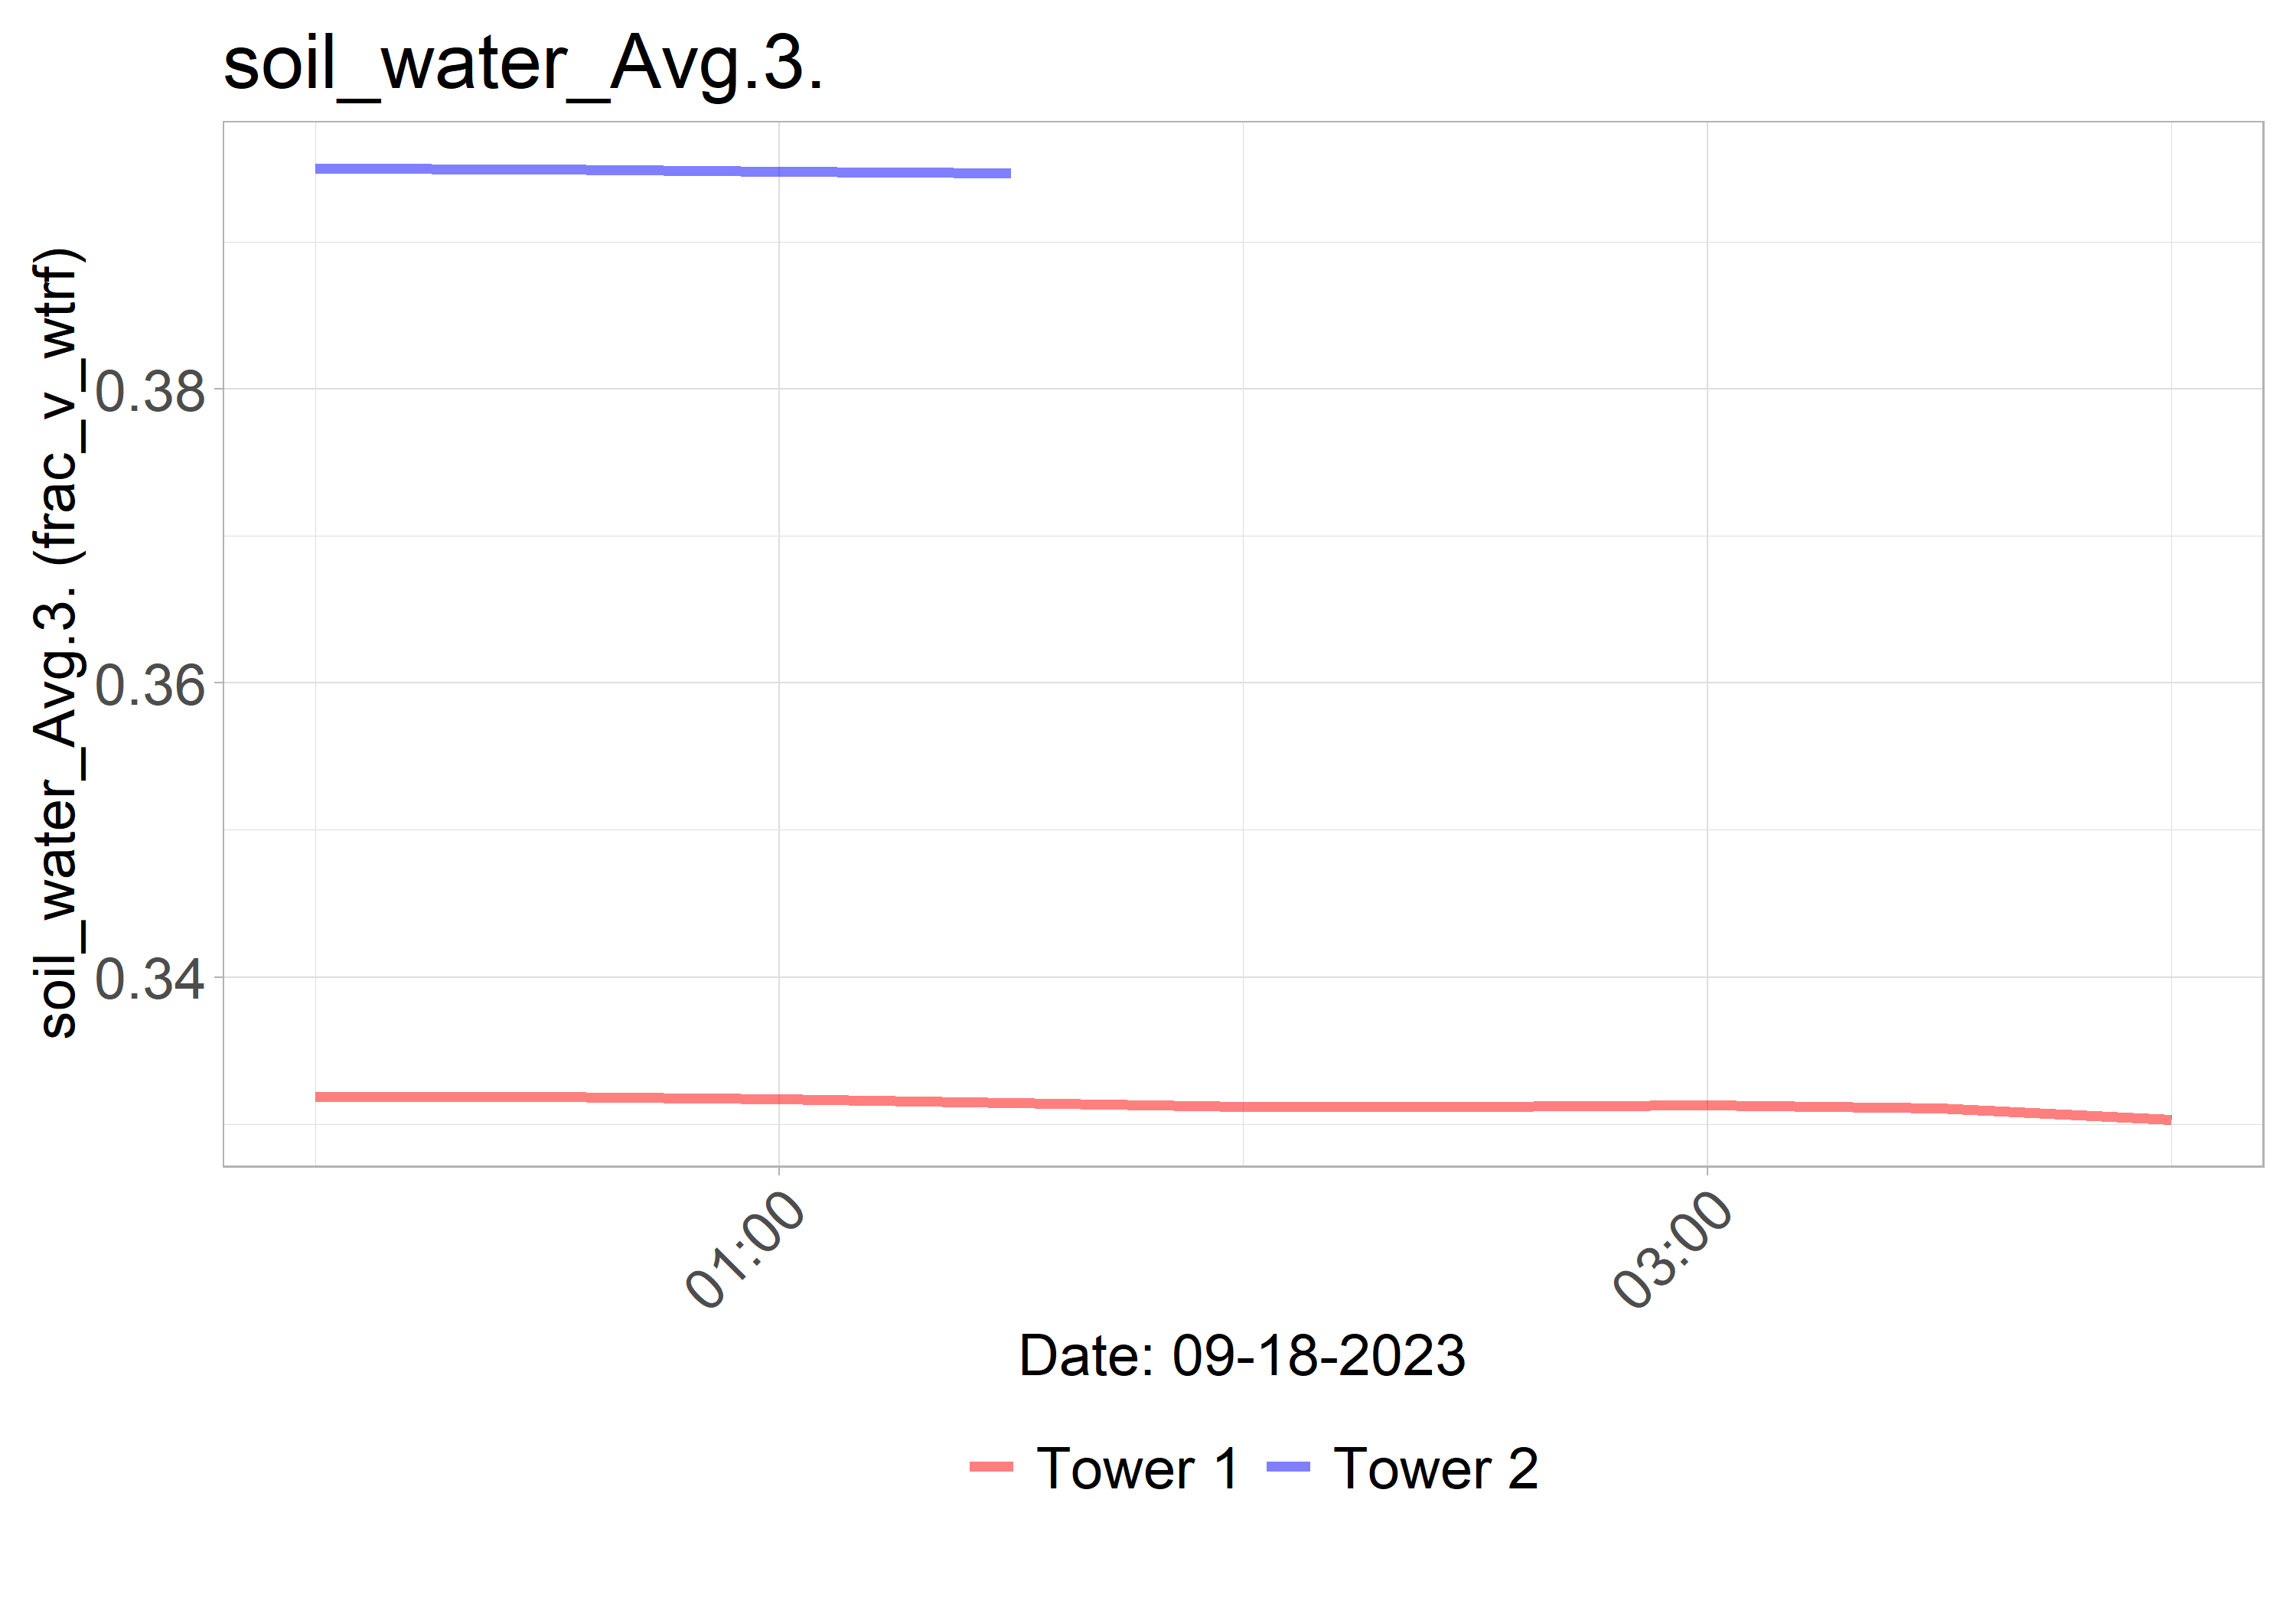 soil_water_Avg.3.
soil_water_Avg.3. (frac_v_wtrf)
0.38
0.36
0.34
01:00
03:00
Date: 09-18-2023
Tower 1
Tower 2